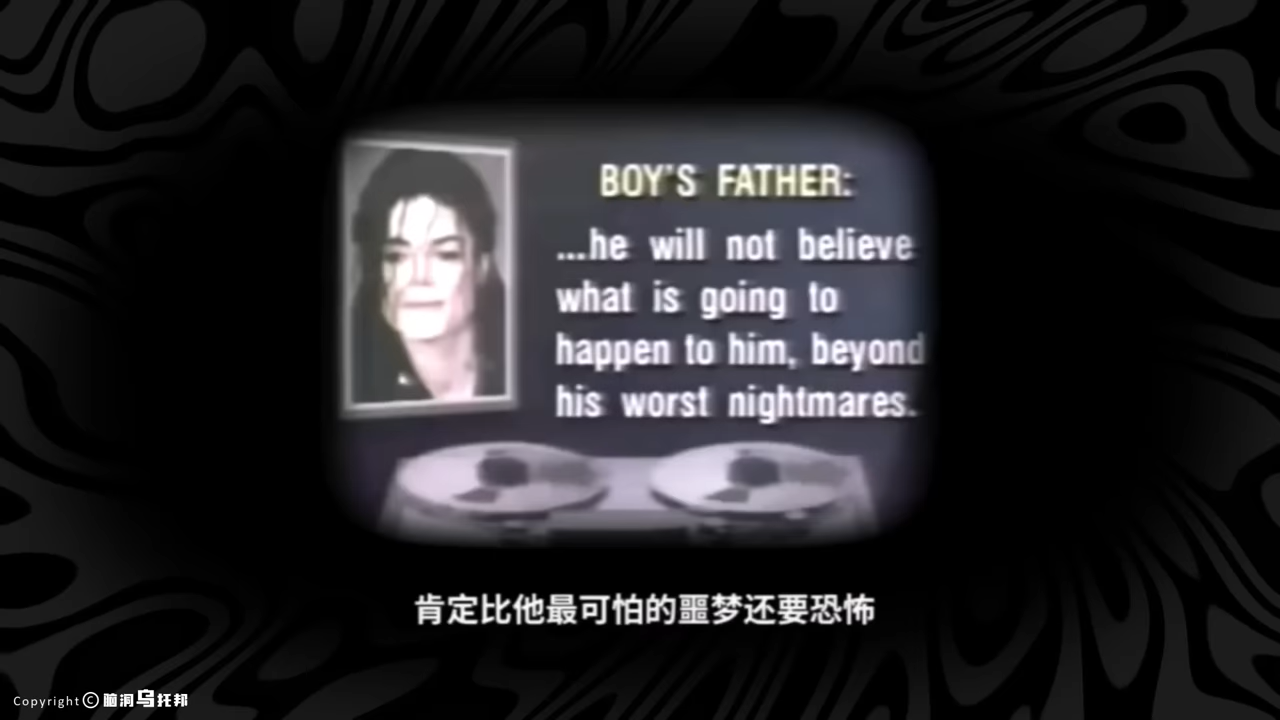 BOY'S FATHER:
...he will not believe
what is going to
happen to him, beyond
his worst nightmares.
肯定比他最可怕的噩梦还要恐怖
Copyright © 脑洞乌托邦